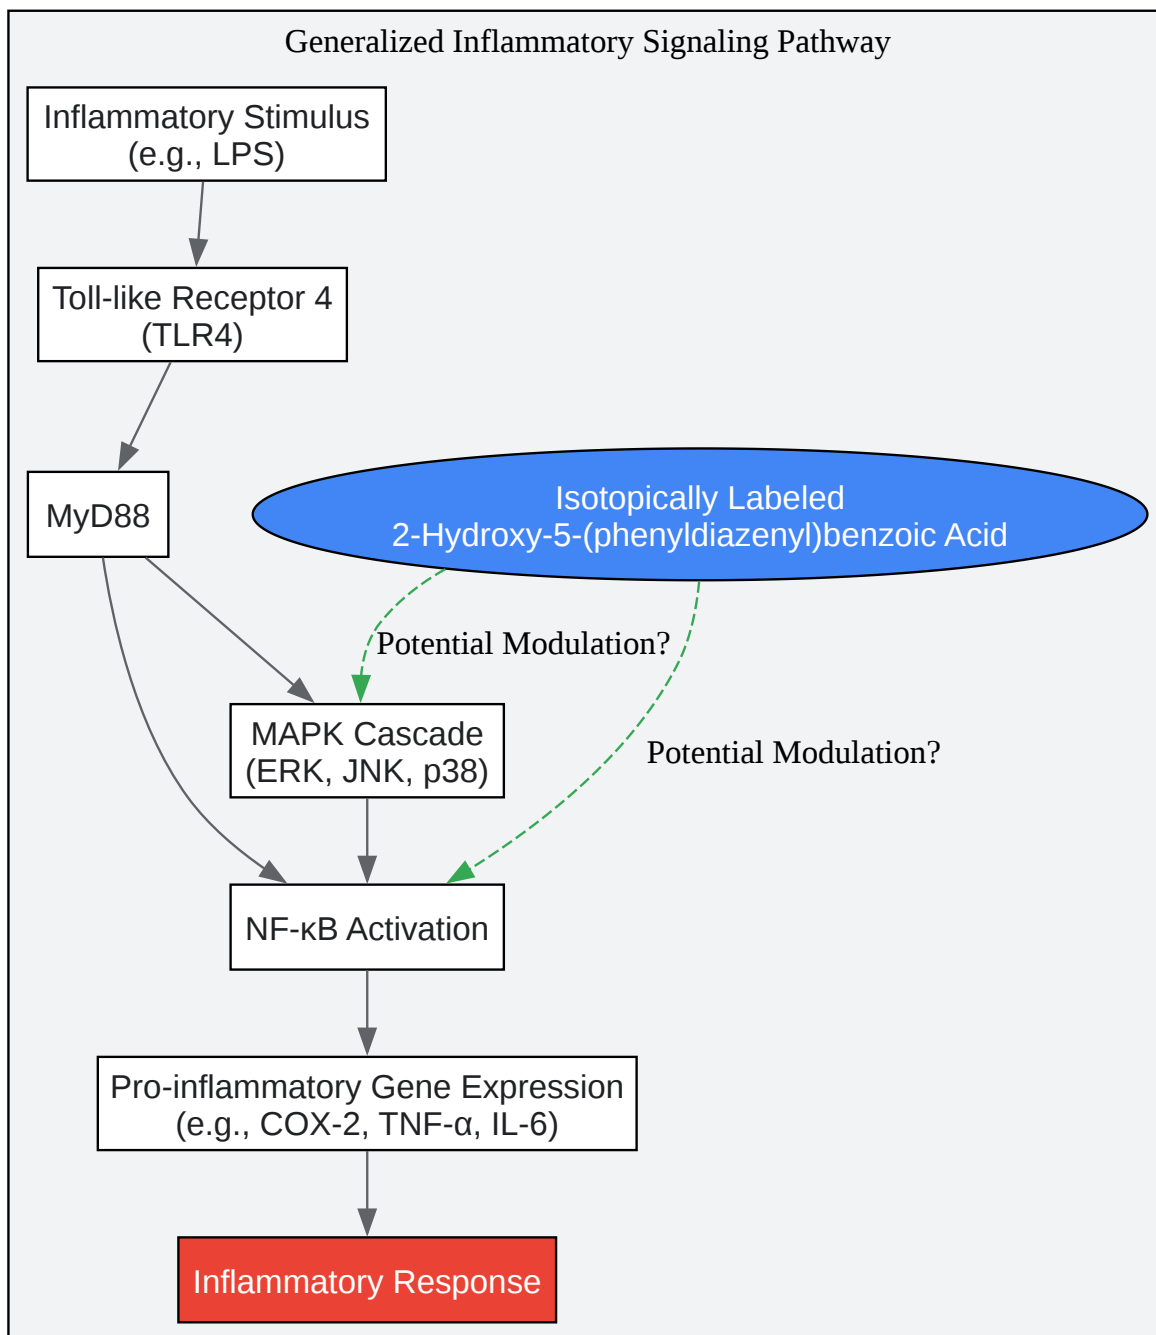 Generalized Inflammatory Signaling Pathway
Inflammatory Stimulus
(e.g., LPS)
Toll-like Receptor 4
(TLR4)
MyD88
Isotopically Labeled
2-Hydroxy-5-(phenyldiazenyl)benzoic Acid
Potential Modulation?
MAPK Cascade
(ERK, JNK, p38)
Potential Modulation?
NF-κB Activation
Pro-inflammatory Gene Expression
(e.g., COX-2, TNF-α, IL-6)
Inflammatory Response